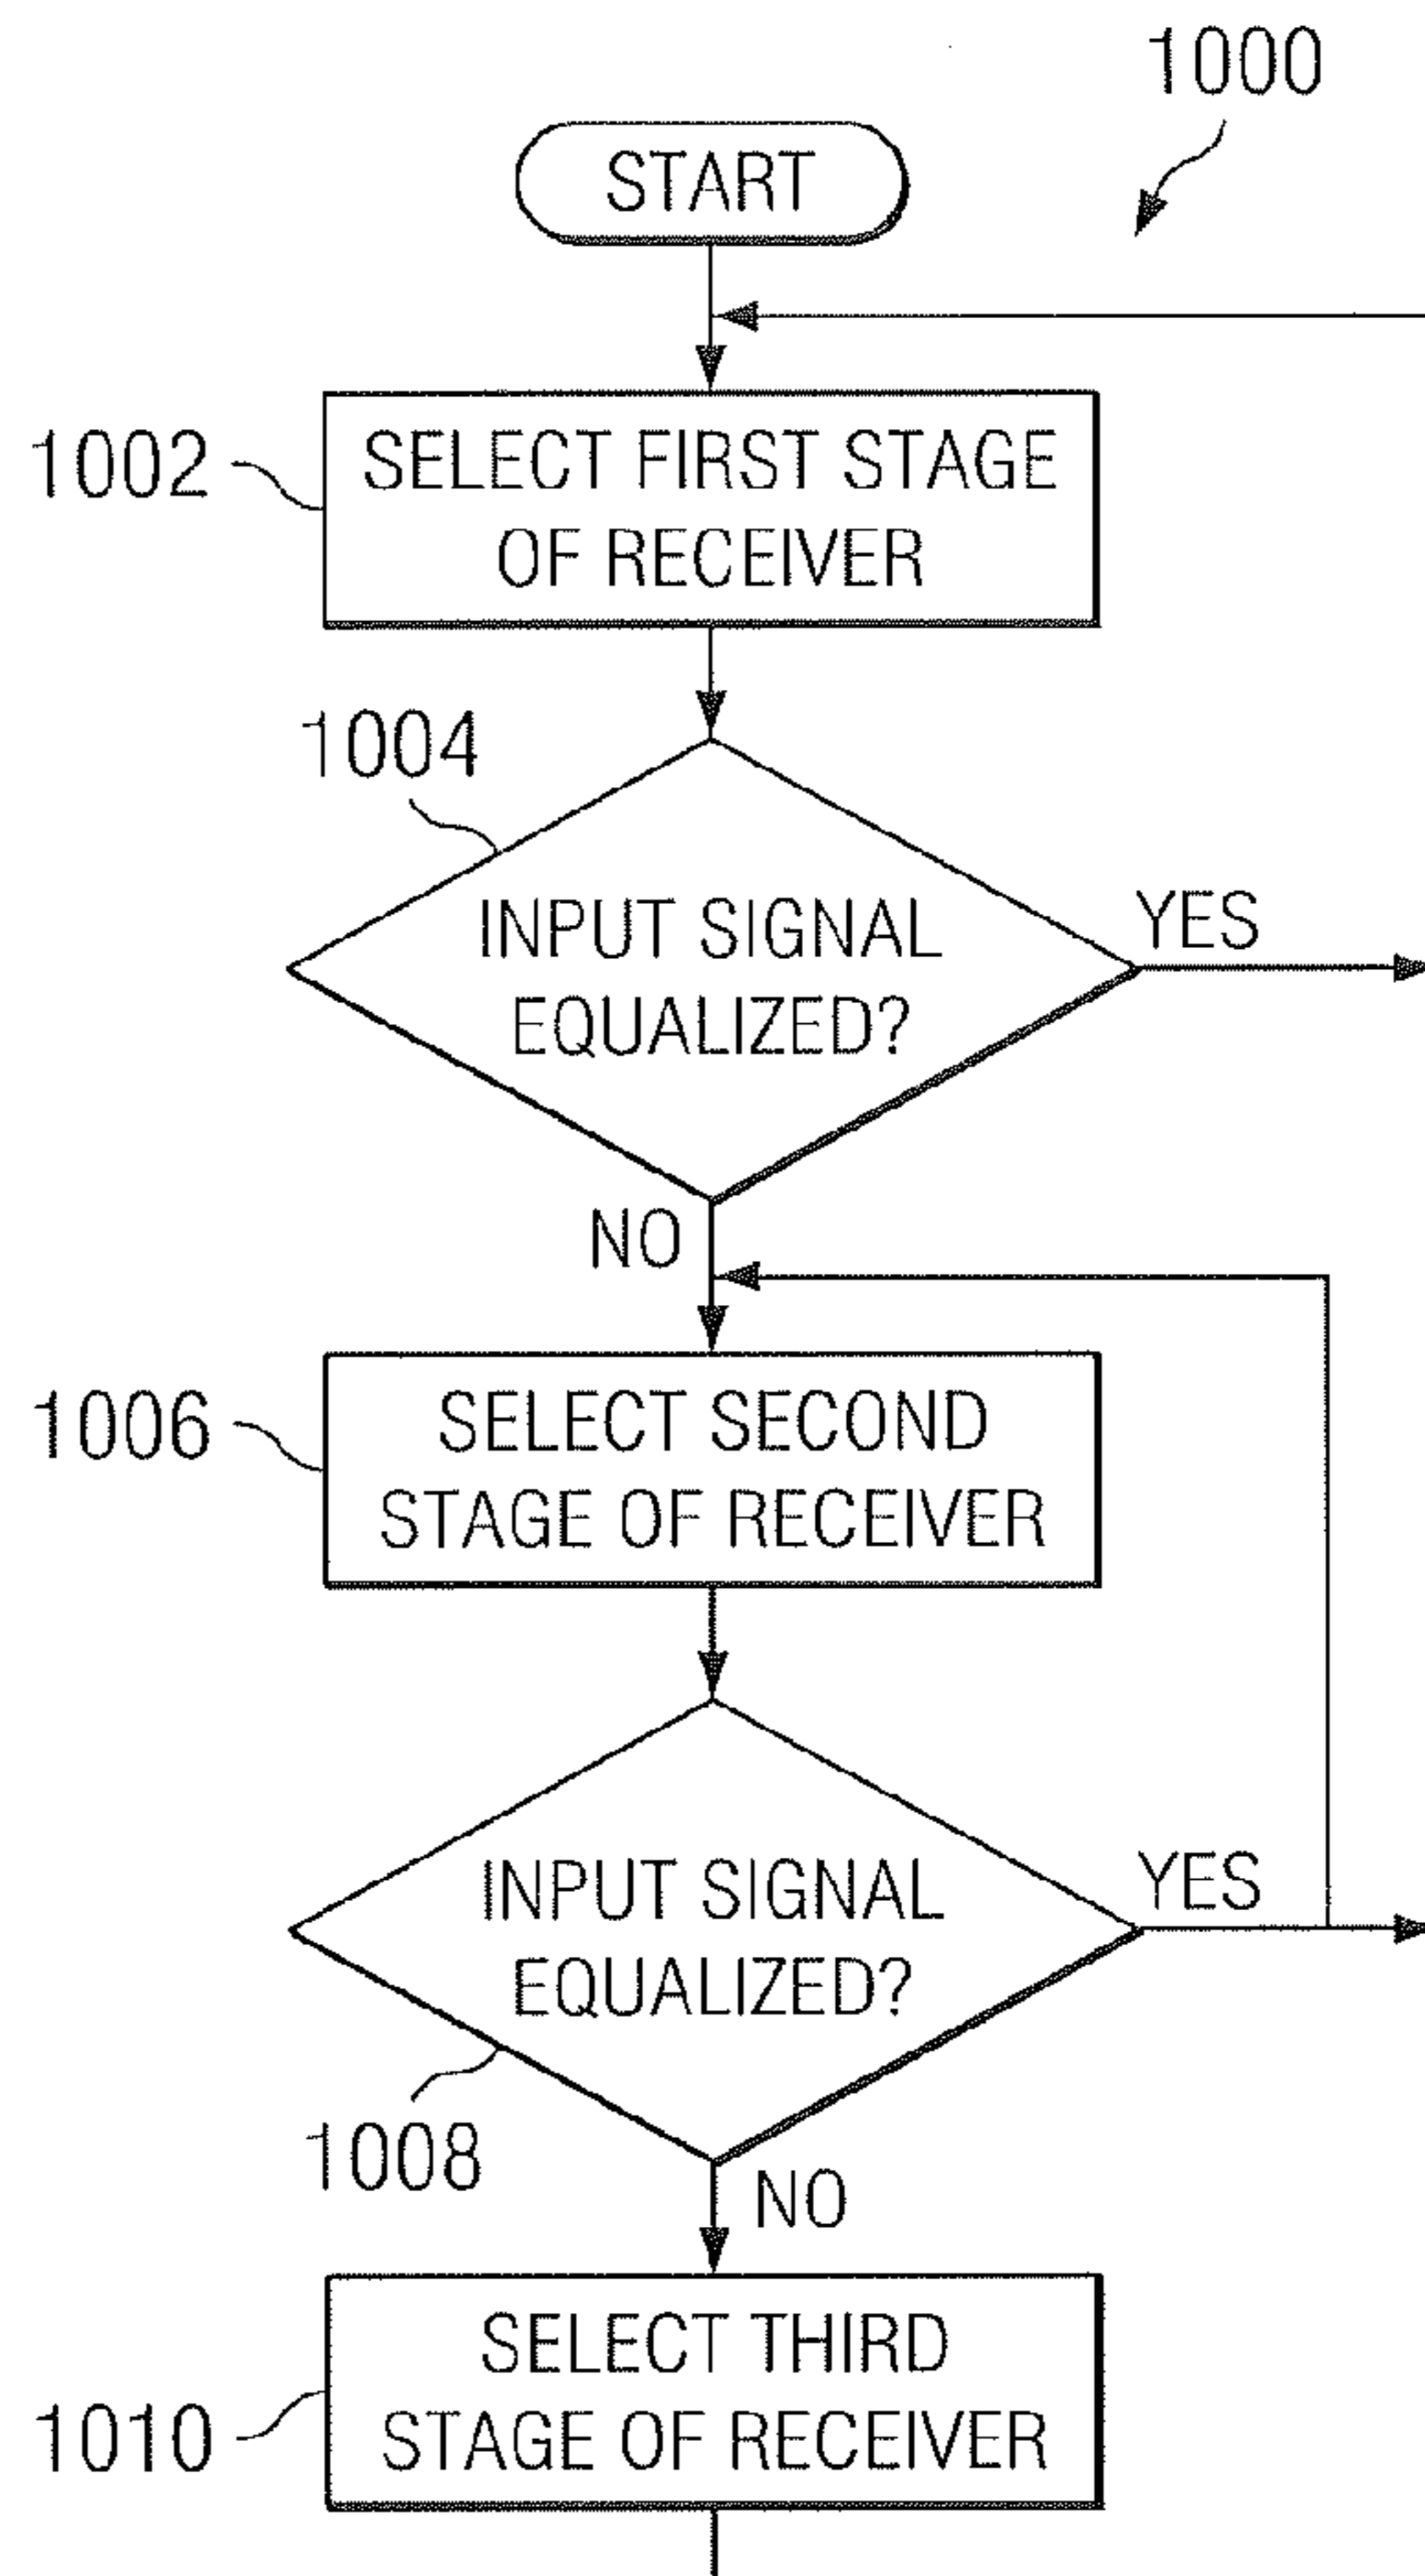 1000
START
1002
SELECT FIRST STAGE
OF RECEIVER
1004
INPUT SIGNAL
EQUALIZED?
YES
NO
1006
SELECT SECOND
STAGE OF RECEIVER
INPUT SIGNAL
EQUALIZED?
YES
1008
NO
1010
SELECT THIRD
STAGE OF RECEIVER